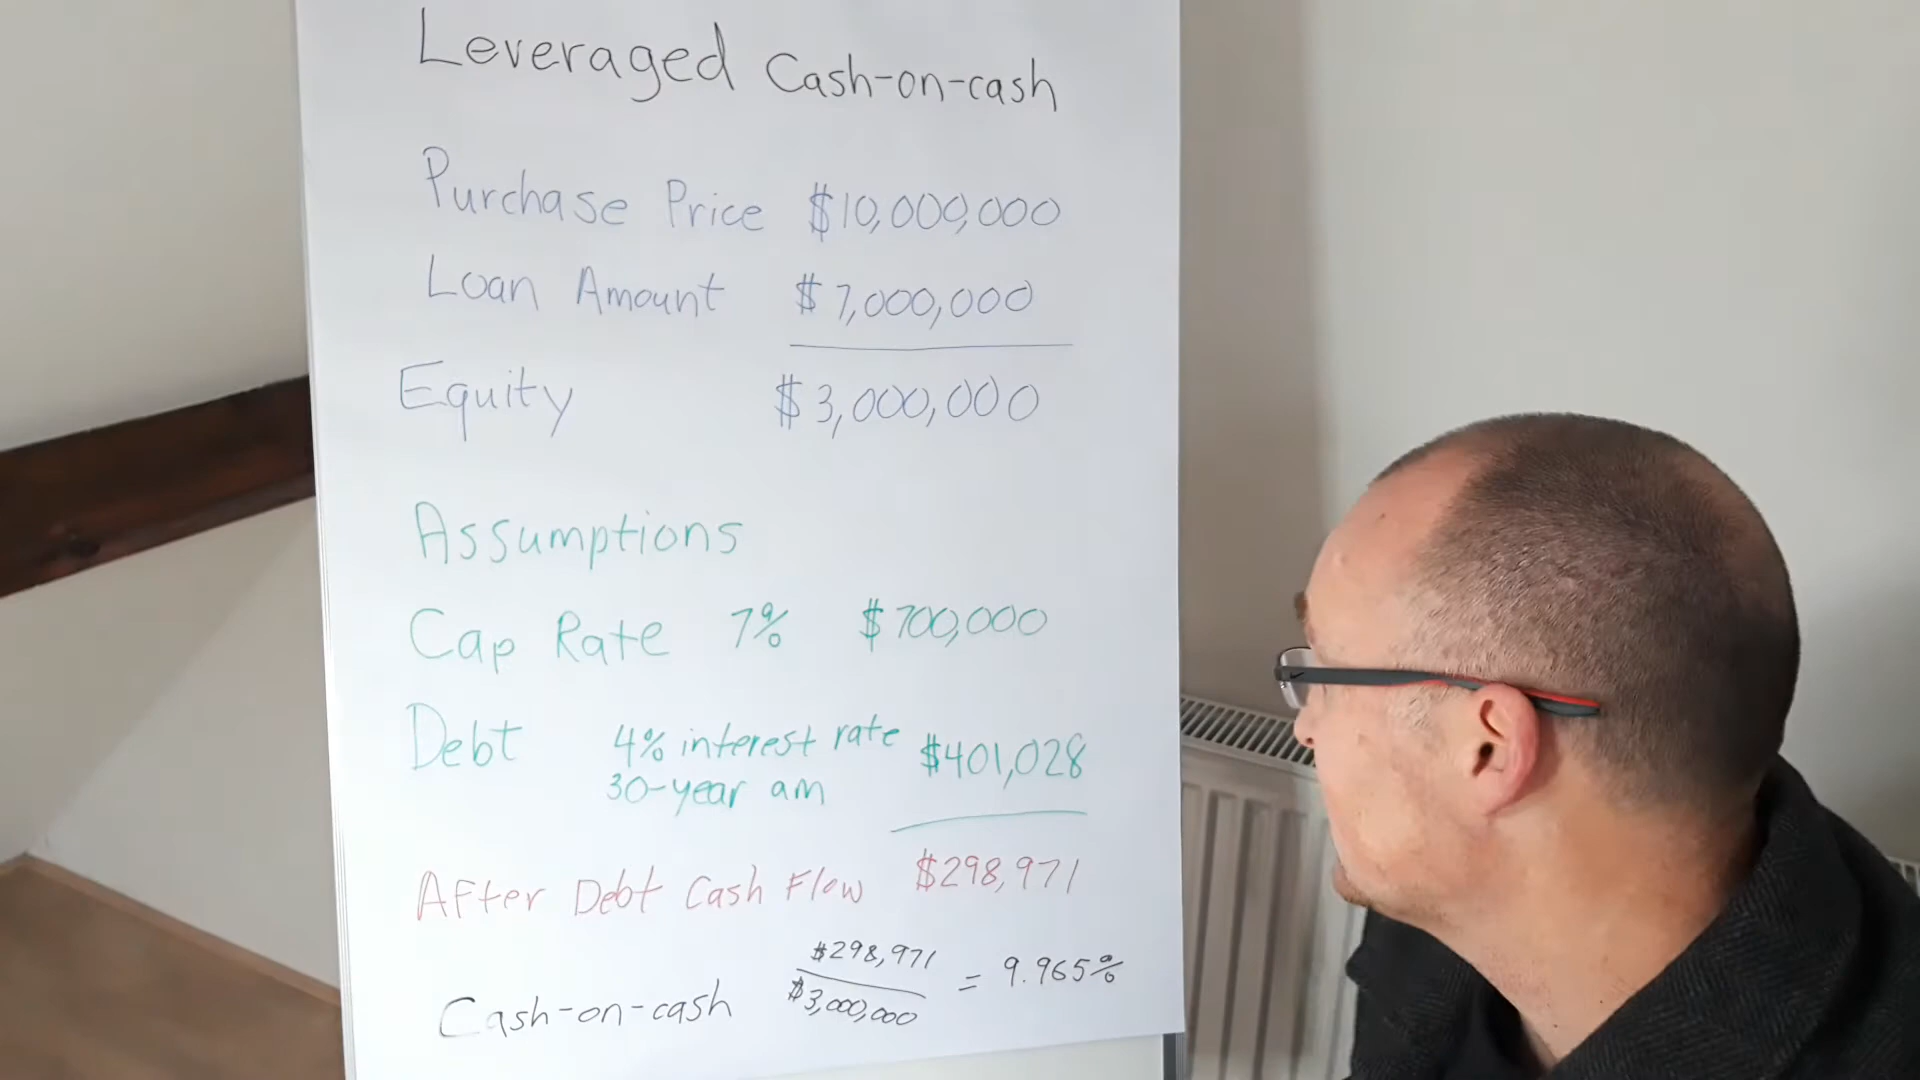 Leveraged Cash-on-cash
Purchase Price $10,000,000
Loan Amount $7,000,000
Equity $3,000,000
Assumptions
Cap Rate 7% $700,000
Debt 4% interest rate $401,028
30-year am
After Debt Cash Flow $298,971
$298,971
Cash-on-cash = 9.965%
$3,000,000